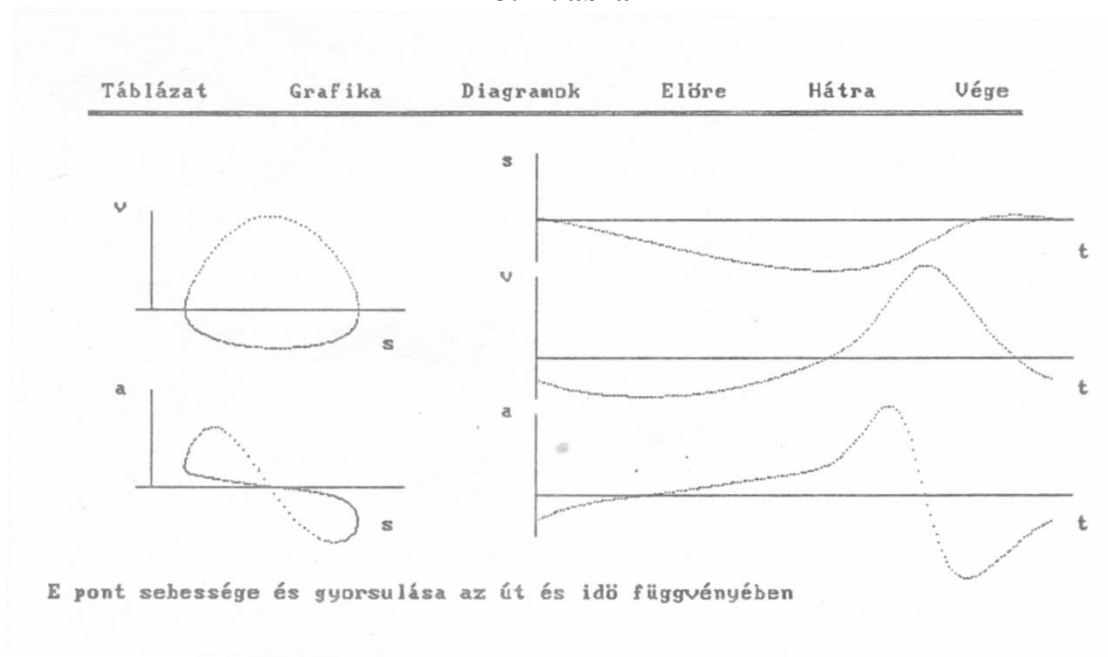 Táblázat Grafika Diagramok Elöre Hátra Vége
s
t
v
s
v
t
a
s
a
t
E pont sebessége és gyorsulása az út és idö függvényében